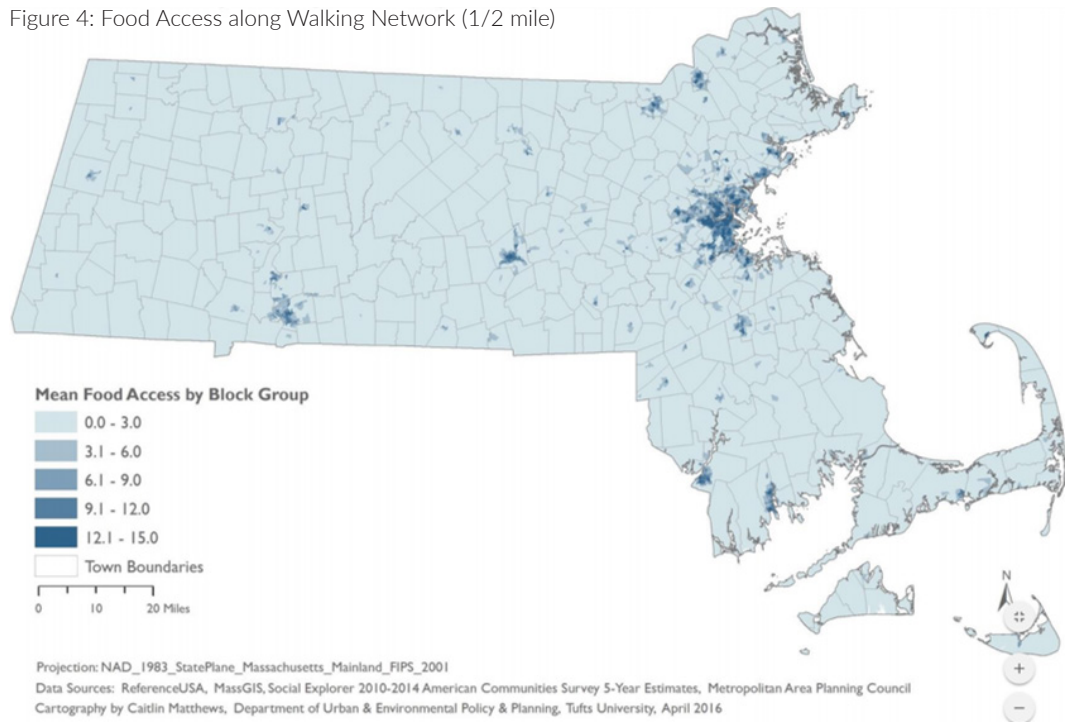 Figure 4: Food Access along Walking Network (1/2 mile)
Mean Food Access by Block Group
0.0 - 3.0
3.1 - 6.0
6.1 - 9.0
9.1 - 12.0
12.1 - 15.0
Town Boundaries
0 10 20 Miles
N
Projection: NAD_1983_StatePlane_Massachusetts_Mainland_FIPS_2001
Data Sources: ReferenceUSA, MassGIS, Social Explorer 2010-2014 American Communities Survey 5-Year Estimates, Metropolitan Area Planning Council
Cartography by Caitlin Matthews, Department of Urban & Environmental Policy & Planning, Tufts University, April 2016